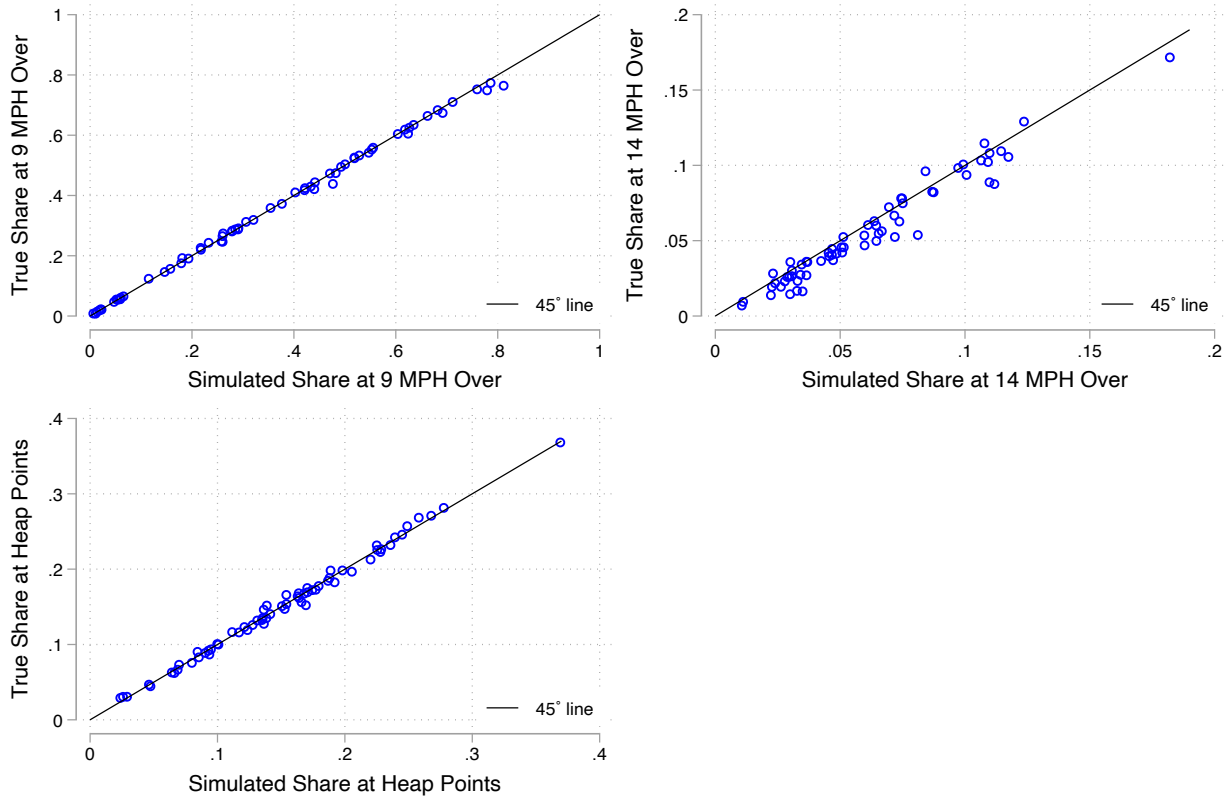 True Share at 9 MPH Over
1
.8
.6
.4
.2
0
45° line
0 .2 .4 .6 .8 1
Simulated Share at 9 MPH Over
True Share at 14 MPH Over
.2
.15
.1
.05
0
45° line
0 .05 .1 .15 .2
Simulated Share at 14 MPH Over
True Share at Heap Points
.4
.3
.2
.1
0
45° line
0 .1 .2 .3 .4
Simulated Share at Heap Points